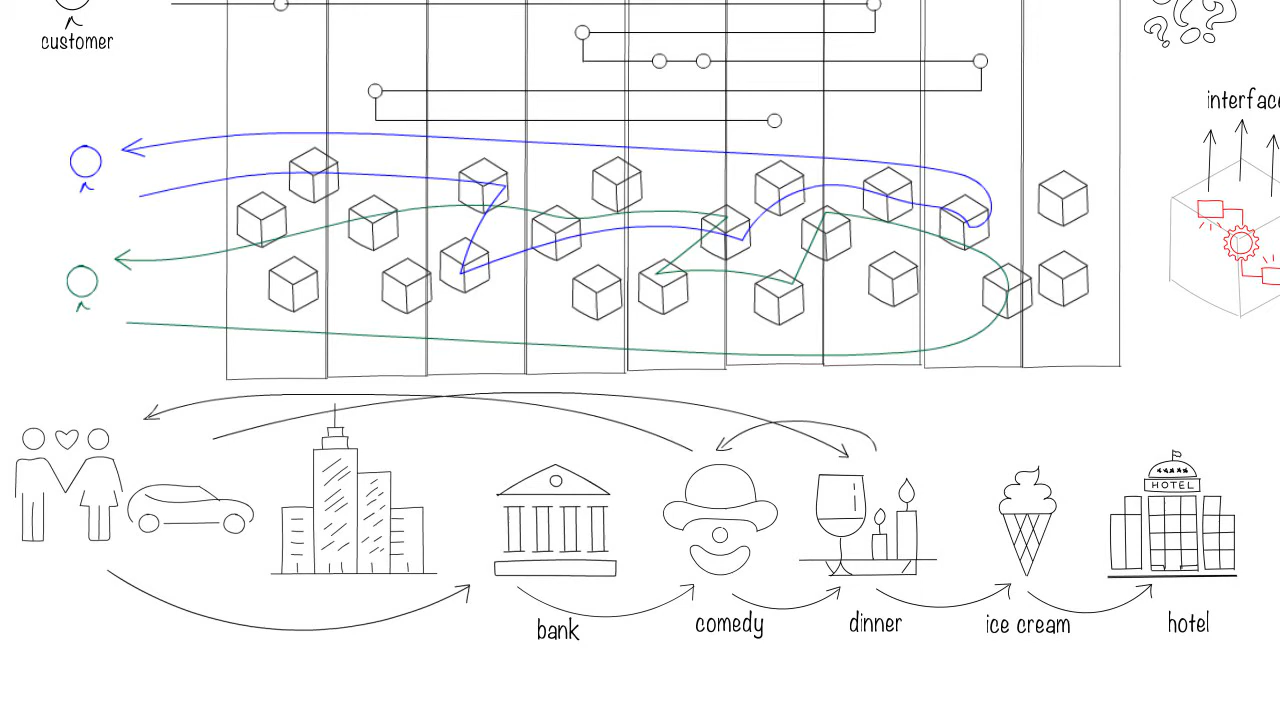 customer
interface
HOTEL
bank
comedy
dinner
ice cream
hotel